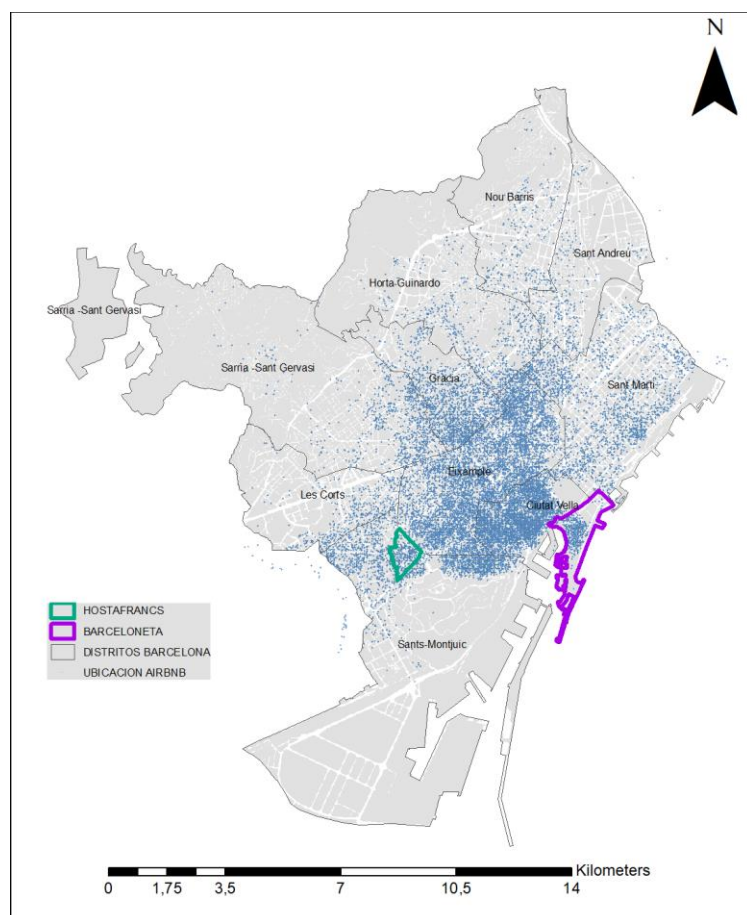 N
Nou Barris
Sant Andreu
Horta-Guinardo
Sarria -Sant Gervasi
Sarria -Sant Gervasi
Gracia
Sant Marti
Eixample
Les Corts
Ciutat Vella
HOSTAFRANCS
BARCELONETA
DISTRITOS BARCELONA
UBICACION AIRBNB
Sants-Montjuic
Kilometers
0 1,75 3,5 7 10,5 14